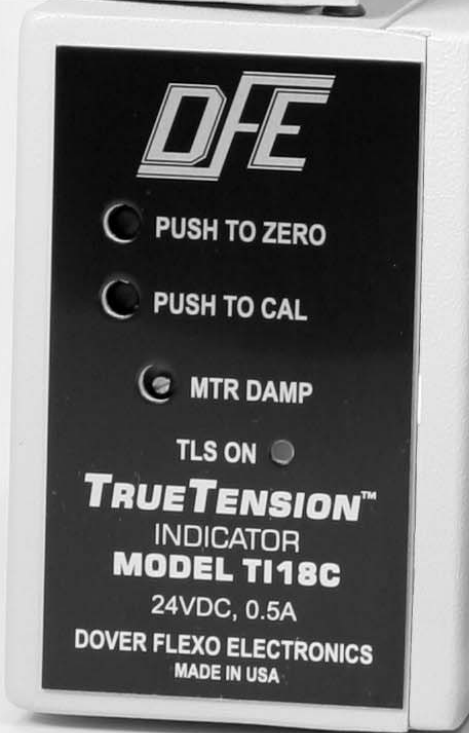 DFE
PUSH TO ZERO
PUSH TO CAL
MTR DAMP
TLS ON
TRUETENSION™
INDICATOR
MODEL TI18C
24VDC, 0.5A
DOVER FLEXO ELECTRONICS
MADE IN USA